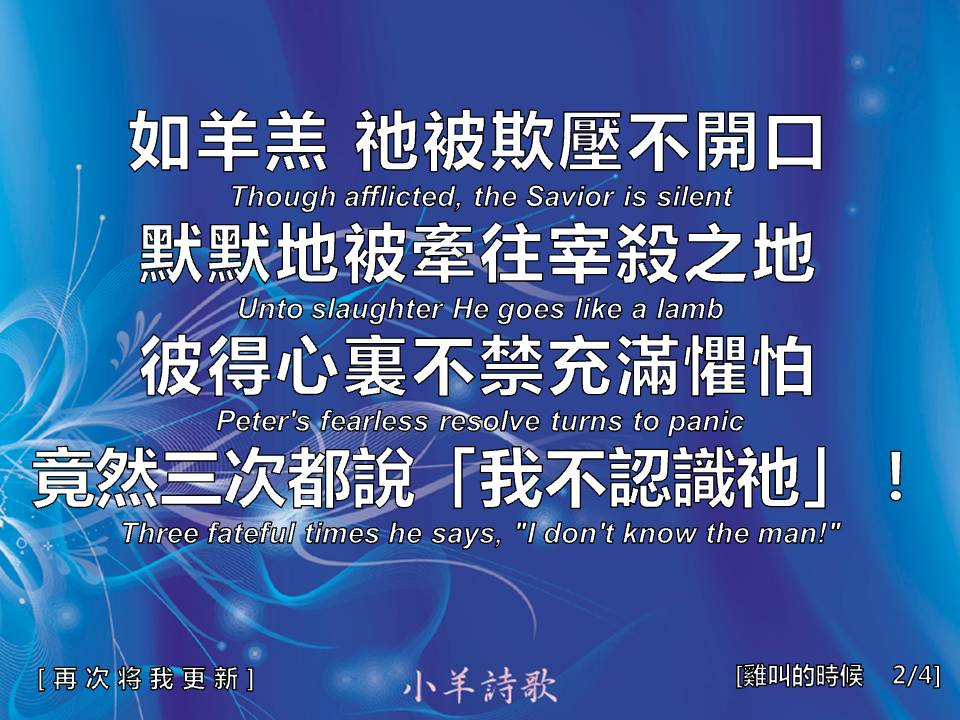 如羊羔 祂被欺壓不開口
Though afflicted, the Savior is silent
默默地被牽往宰殺之地
Unto slaughter He goes like a lamb
彼得心裏不禁充滿懼怕
Peter's fearless resolve turns to panic
竟然三次都說「我不認識祂」！
Three fateful times he says, "I don't know the man!"
[再次将我更新]
小羊詩歌
[雞叫的時候 2/4]